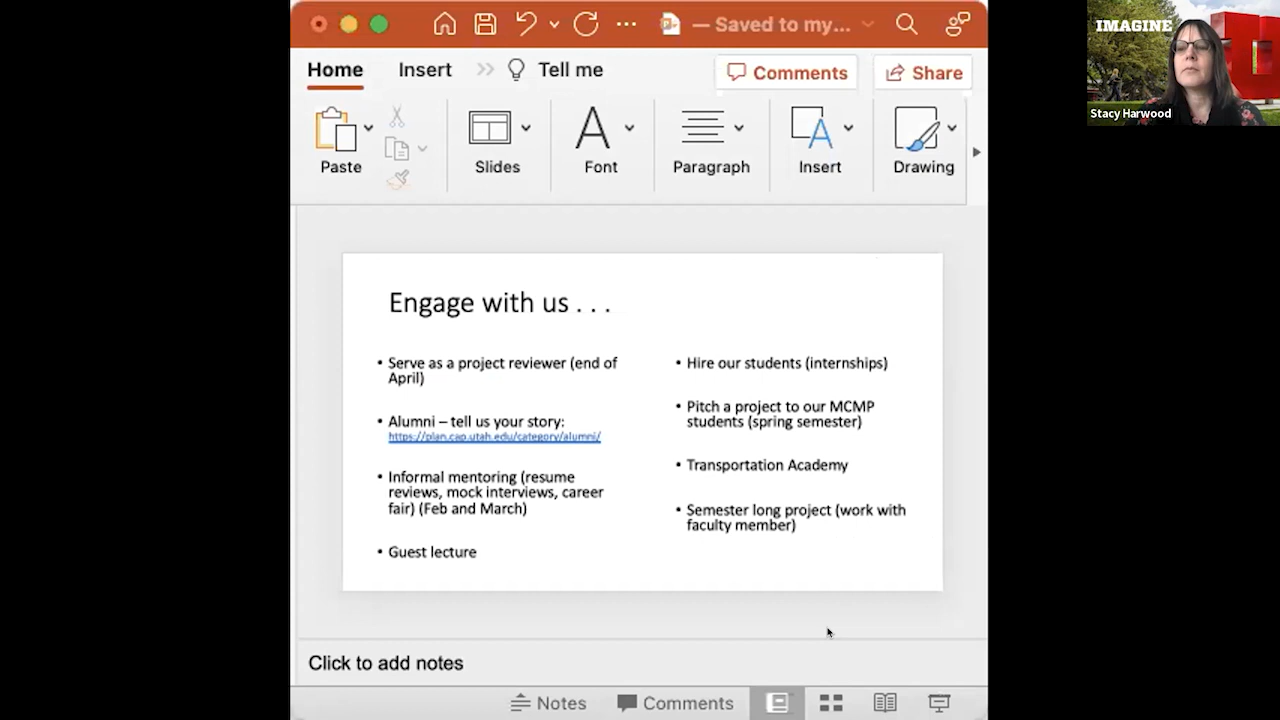 — Saved to my...
Home Insert Tell me Comments Share
Paste Slides Font Paragraph Insert Drawing
Engage with us . . .
• Serve as a project reviewer (end of
April)
• Alumni – tell us your story:
https://plan.cap.utah.edu/category/alumni/
• Informal mentoring (resume
reviews, mock interviews, career
fair) (Feb and March)
• Guest lecture
• Hire our students (internships)
• Pitch a project to our MCMP
students (spring semester)
• Transportation Academy
• Semester long project (work with
faculty member)
Click to add notes
Notes Comments
IMAGINE
Stacy Harwood